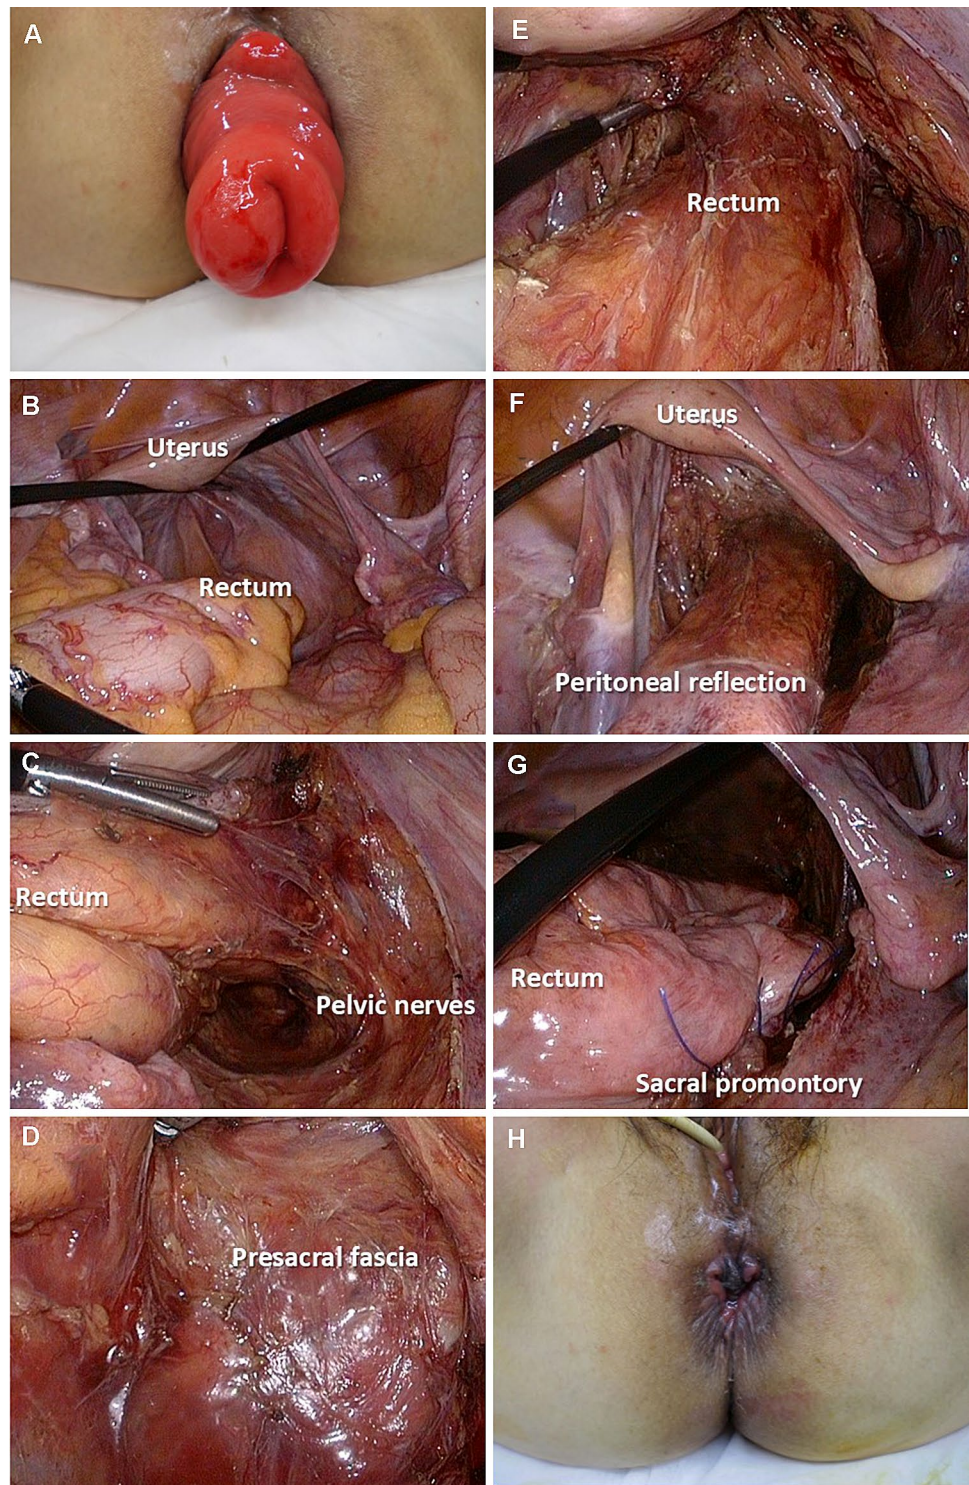 A
B
Uterus
Rectum
C
Rectum
Pelvic nerves
D
Presacral fascia
E
Rectum
F
Uterus
Peritoneal reflection
G
Rectum
Sacral promontory
H